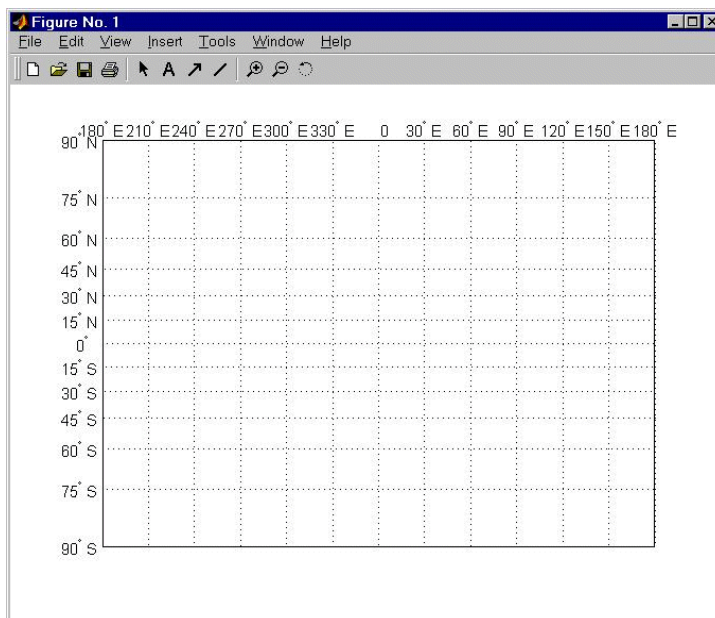 Figure No. 1
File Edit View Insert Tools Window Help
A
180° E 210° E 240° E 270° E 300° E 330° E 0 30° E 60° E 90° E 120° E 150° E 180° E
90° N
75° N
60° N
45° N
30° N
15° N
0°
15° S
30° S
45° S
60° S
75° S
90° S